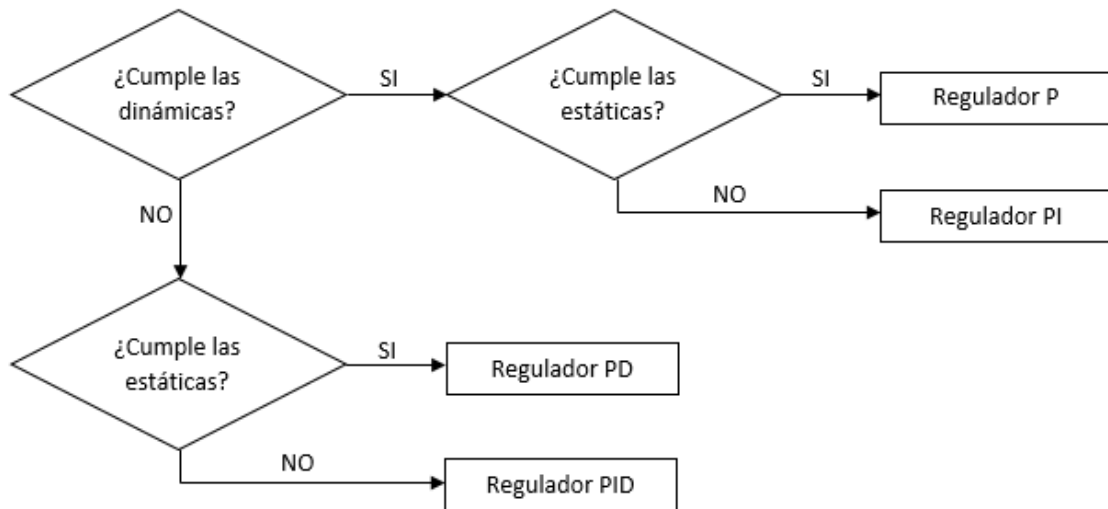 ¿Cumple las
dinámicas?
SI
¿Cumple las
estáticas?
SI
Regulador P
NO
Regulador PI
NO
¿Cumple las
estáticas?
SI
Regulador PD
NO
Regulador PID